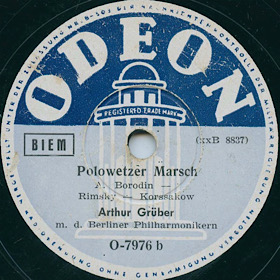 ODEON
REGISTERED TRADE MARK
BIEM
(xxB 8837)
Polowetzer Marsch
A. Borodin —
Rimsky — Korssakow
Arthur Grüber
m. d. Berliner Philharmonikern
O-7976 b